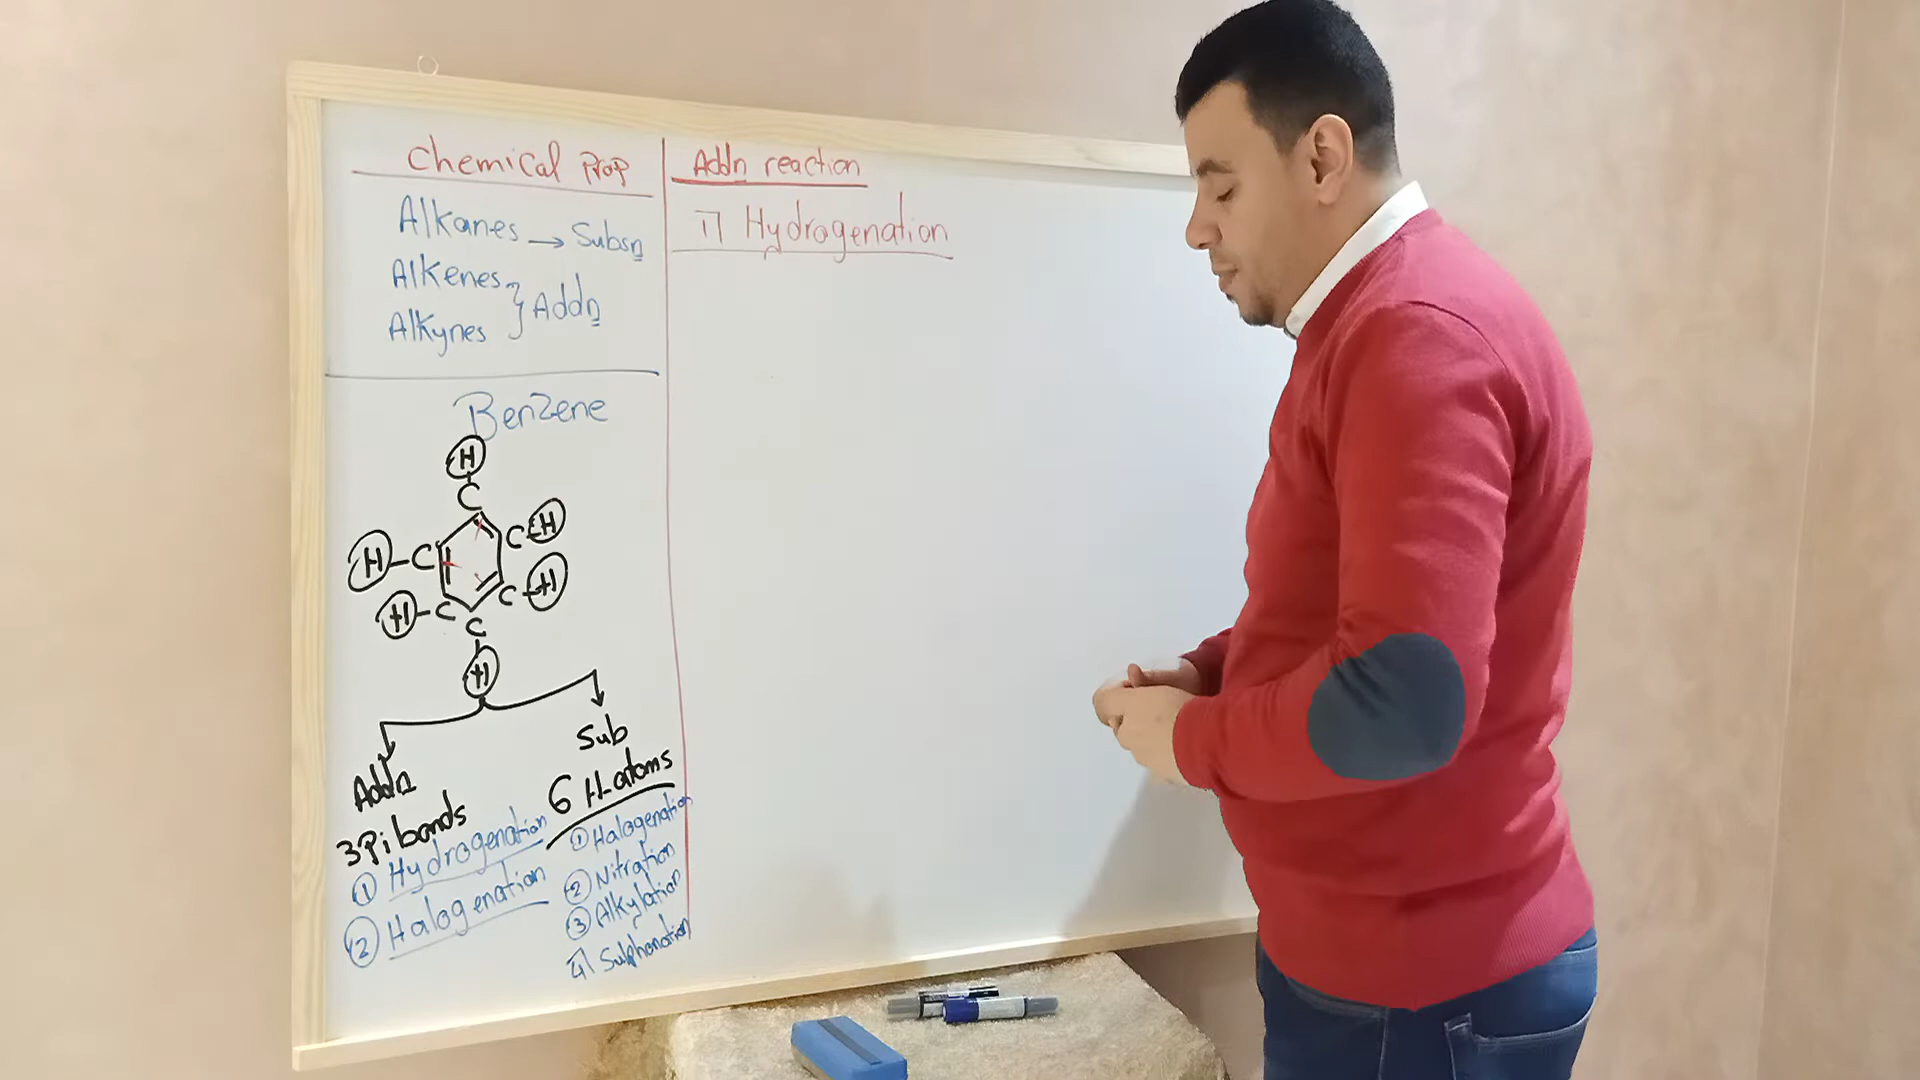 Chemical Prop
Alkanes → Subsn
Alkenes } Addn
Alkynes
Benzene
H
C
H - C C - H
H - C C - H
C
H
Addn
3 Pi bonds
① Hydrogenation
② Halogenation
Sub
6 H-atoms
① Halogenation
② Nitration
③ Alkylation
4 Sulphonation
Addn reaction
1 Hydrogenation